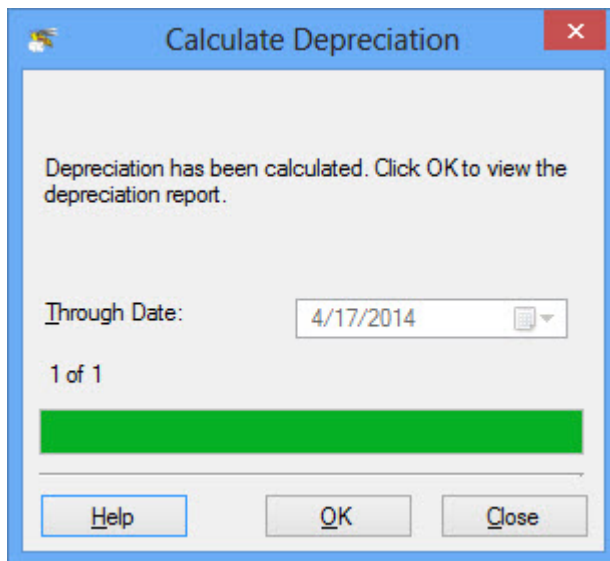 Calculate Depreciation
Depreciation has been calculated. Click OK to view the
depreciation report.
Through Date:
4/17/2014
1 of 1
Help
OK
Close